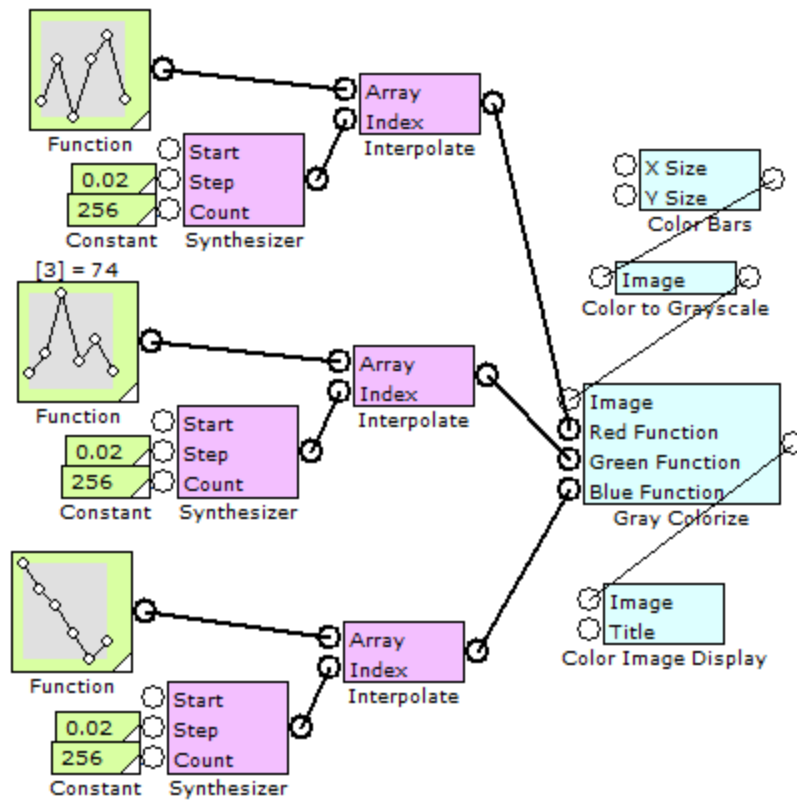 Function
Array
Index
Interpolate
Start
0.02
Step
256
Count
Constant
Synthesizer
X Size
Y Size
Color Bars
Image
Color to Grayscale
[3] = 74
Function
Array
Index
Interpolate
Start
0.02
Step
256
Count
Constant
Synthesizer
Image
Red Function
Green Function
Blue Function
Gray Colorize
Function
Array
Index
Interpolate
Start
0.02
Step
256
Count
Constant
Synthesizer
Image
Title
Color Image Display